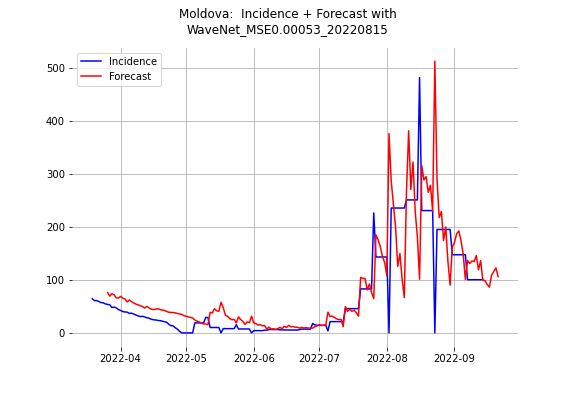 Moldova:  Incidence + Forecast with
WaveNet_MSE0.00053_20220815
Incidence
Forecast
500
400
300
200
100
0
2022-04 2022-05 2022-06 2022-07 2022-08 2022-09